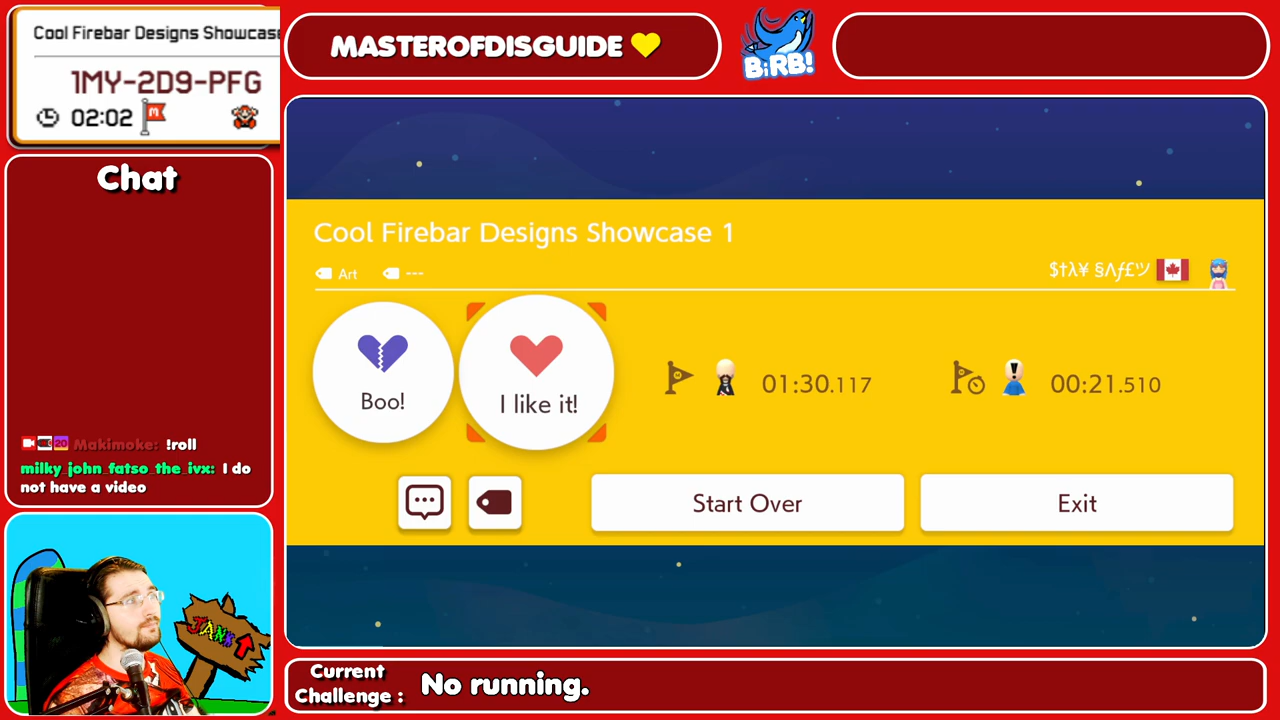 Cool Firebar Designs Showcase
1MY-2D9-PFG
02:02
M
MASTEROFDISGUIDE
BiRB!
Chat
Makimoke: !roll
milky_john_fatso_the_ivx: I do
not have a video
Cool Firebar Designs Showcase 1
Art ---
$†λ¥ §Λƒ£ツ
Boo!
I like it!
01:30.117
00:21.510
Start Over
Exit
JANK
Current
Challenge :
No running.